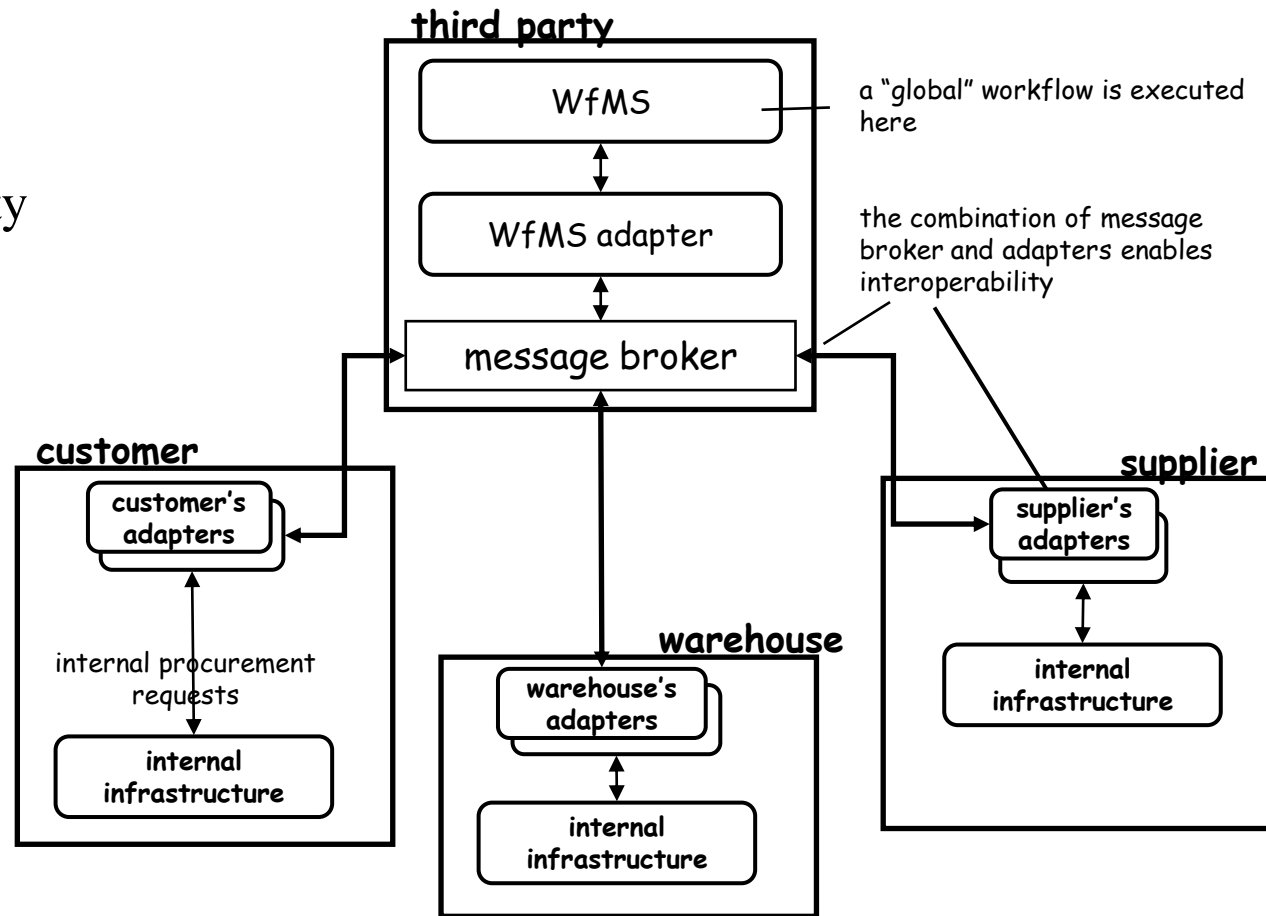 third party
WfMS
a “global” workflow is executed
here
WfMS adapter
the combination of message
broker and adapters enables
interoperability
message broker
customer
customer’s
adapters
internal procurement
requests
internal
infrastructure
warehouse
warehouse’s
adapters
internal
infrastructure
supplier
supplier’s
adapters
internal
infrastructure